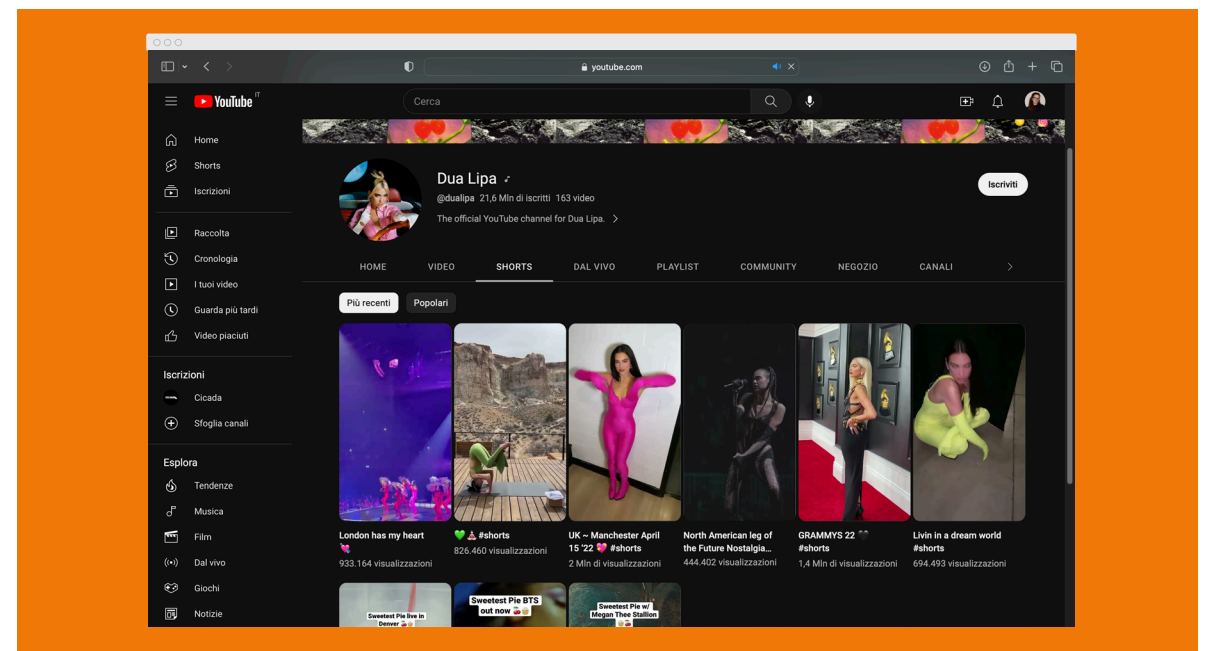 youtube.com
YouTube IT
Cerca
Home
Shorts
Iscrizioni
Raccolta
Cronologia
I tuoi video
Guarda più tardi
Video piaciuti
Iscrizioni
Cicada
Sfoglia canali
Esplora
Tendenze
Musica
Film
Dal vivo
Giochi
Notizie
Dua Lipa
@dualipa 21,6 Mln di iscritti 163 video
The official YouTube channel for Dua Lipa.
Iscriviti
HOME VIDEO SHORTS DAL VIVO PLAYLIST COMMUNITY NEGOZIO CANALI
Più recenti Popolari
London has my heart
💘
933.164 visualizzazioni
💚 #shorts
826.460 visualizzazioni
UK ~ Manchester April
15 '22 💖 #shorts
2 Mln di visualizzazioni
North American leg of
the Future Nostalgia...
444.402 visualizzazioni
GRAMMYS 22 🖤
#shorts
1,4 Mln di visualizzazioni
Livin in a dream world
#shorts
694.493 visualizzazioni
Sweetest Pie live in
Denver 🍒🥧
Sweetest Pie BTS
out now 🍒🥧
Sweetest Pie w/
Megan Thee Stallion
🥧🍒